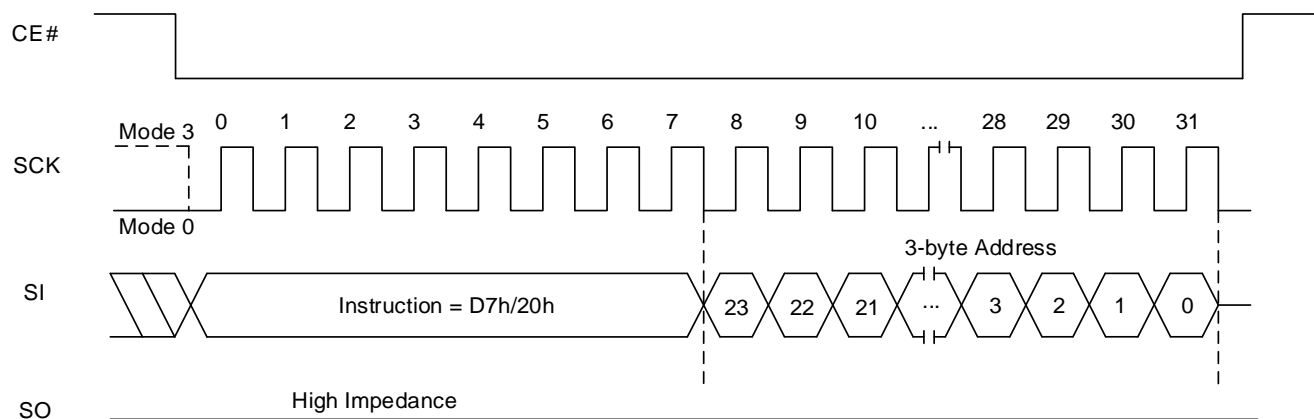 CE#
0 1 2 3 4 5 6 7 8 9 10 ... 28 29 30 31
Mode 3
SCK
Mode 0
3-byte Address
SI
Instruction = D7h/20h 23 22 21 ... 3 2 1 0
High Impedance
SO